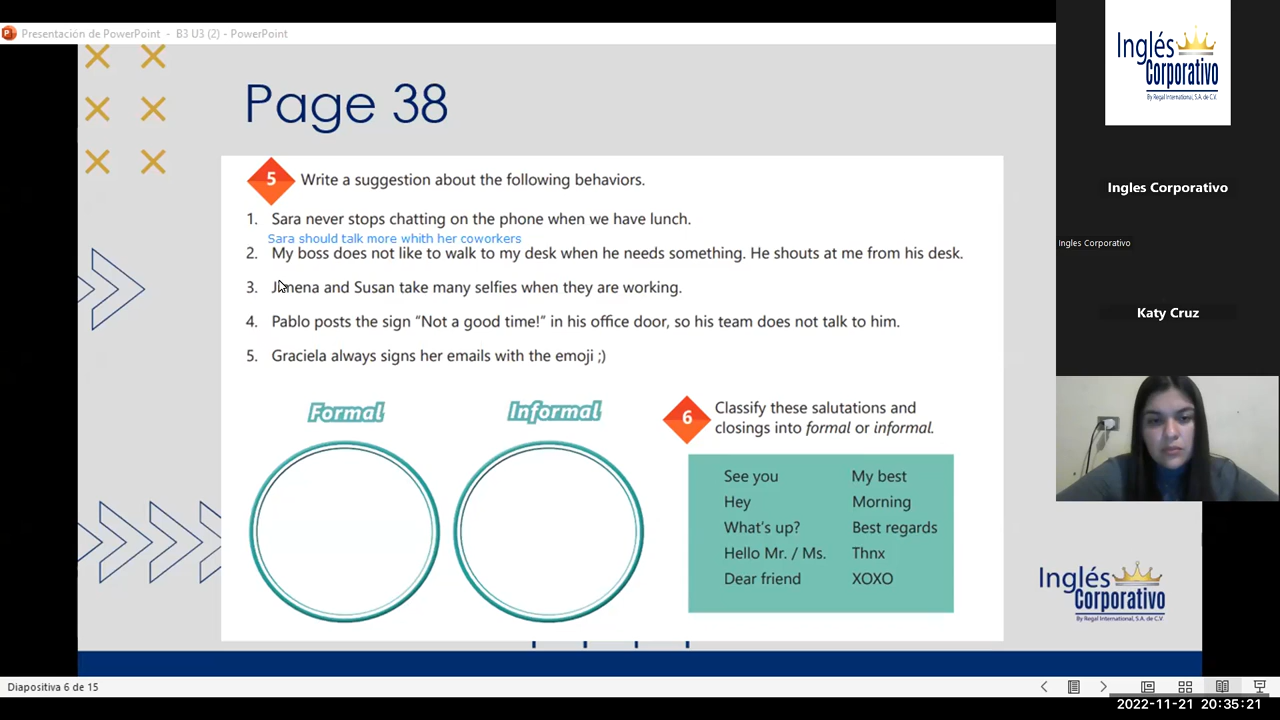 Presentación de PowerPoint - B3 U3 (2) - PowerPoint
Page 38
5 Write a suggestion about the following behaviors.
1. Sara never stops chatting on the phone when we have lunch.
Sara should talk more whith her coworkers
2. My boss does not like to walk to my desk when he needs something. He shouts at me from his desk.
3. Jimena and Susan take many selfies when they are working.
4. Pablo posts the sign “Not a good time!” in his office door, so his team does not talk to him.
5. Graciela always signs her emails with the emoji ;)
Formal
Informal
6 Classify these salutations and
closings into formal or informal.
See you
Hey
What's up?
Hello Mr. / Ms.
Dear friend
My best
Morning
Best regards
Thnx
XOXO
Inglés
Corporativo
By Regal International, S.A. de C.V.
Diapositiva 6 de 15
Inglés
Corporativo
By Regal International, S.A. de C.V.
Ingles Corporativo
Ingles Corporativo
Katy Cruz
2022-11-21 20:35:21